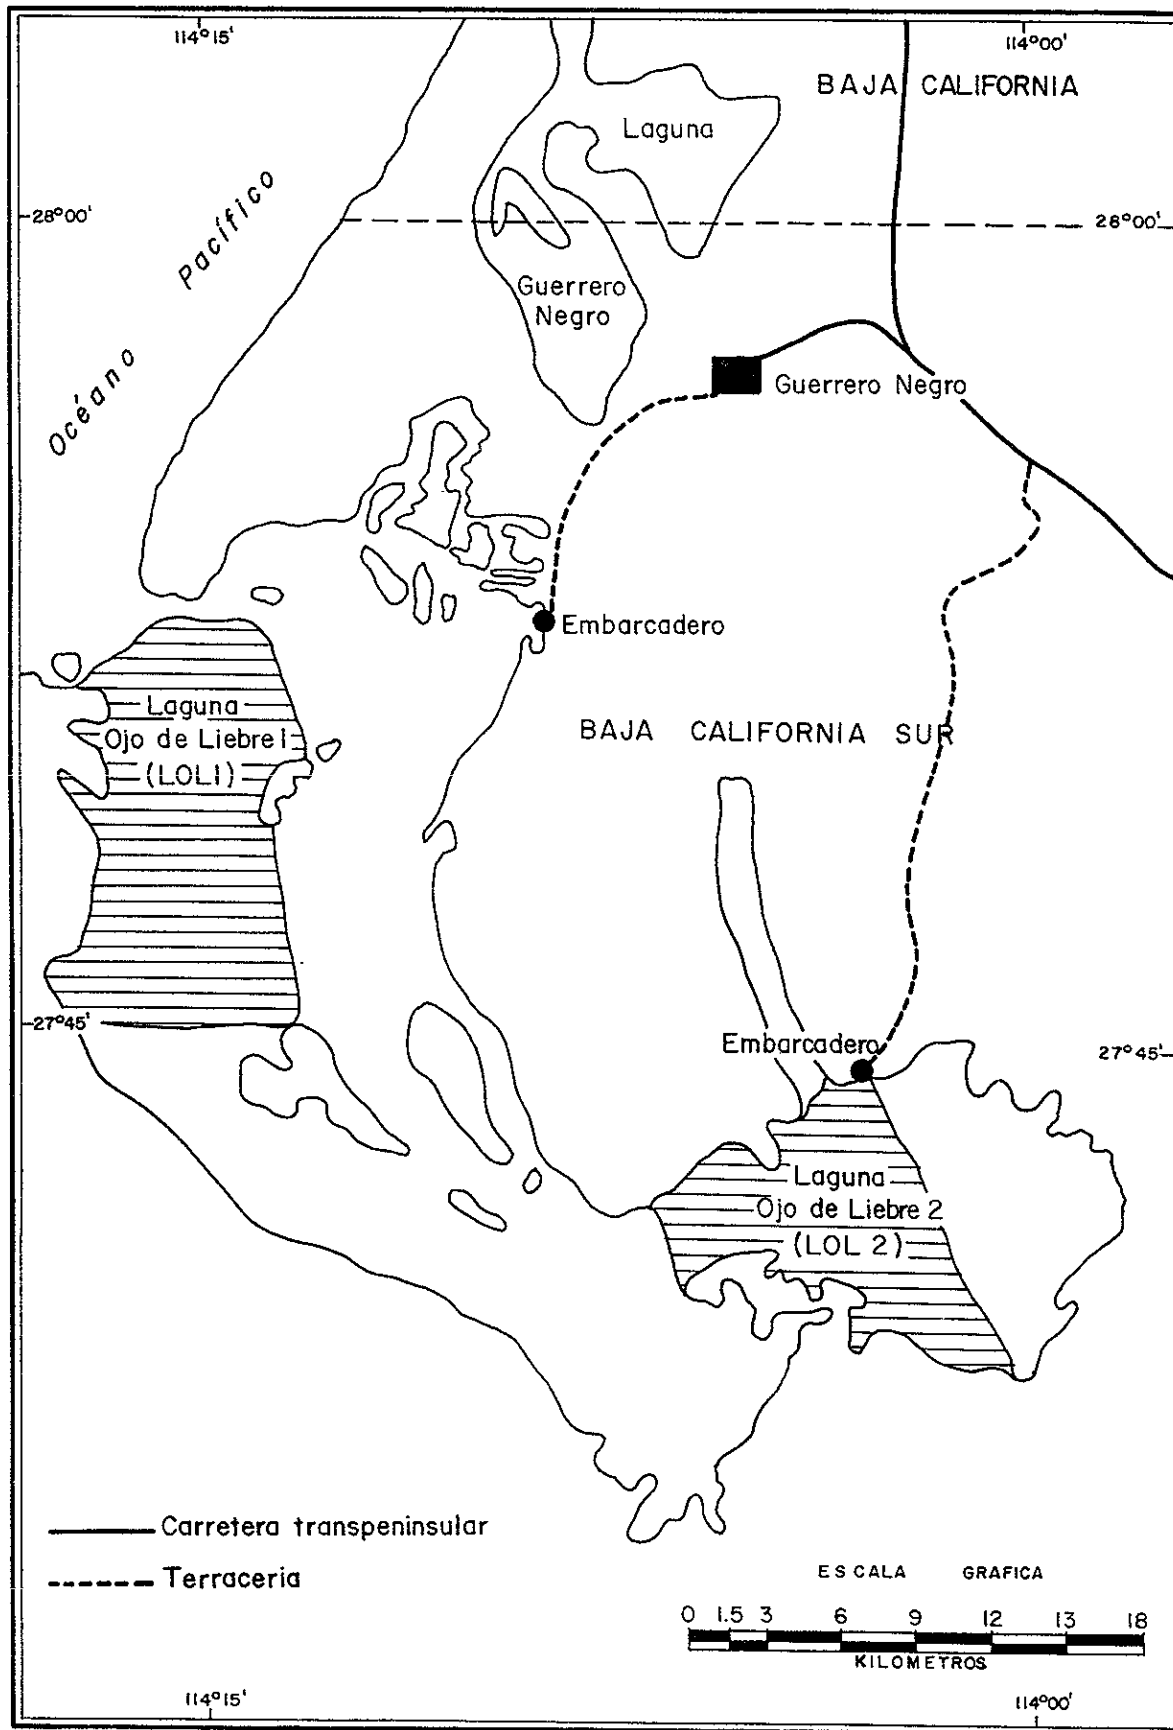 114°15'
114°00'
BAJA CALIFORNIA
Laguna
Pacífico
28°00'
28°00'
Guerrero
Negro
Océano
Guerrero Negro
Embarcadero
BAJA CALIFORNIA SUR
Laguna
Ojo de Liebre 1
(LOL1)
27°45'
Embarcadero
27°45'
Laguna
Ojo de Liebre 2
(LOL 2)
Carretera transpeninsular
Terraceria
ESCALA GRAFICA
0 1.5 3 6 9 12 13 18
KILOMETROS
114°15'
114°00'